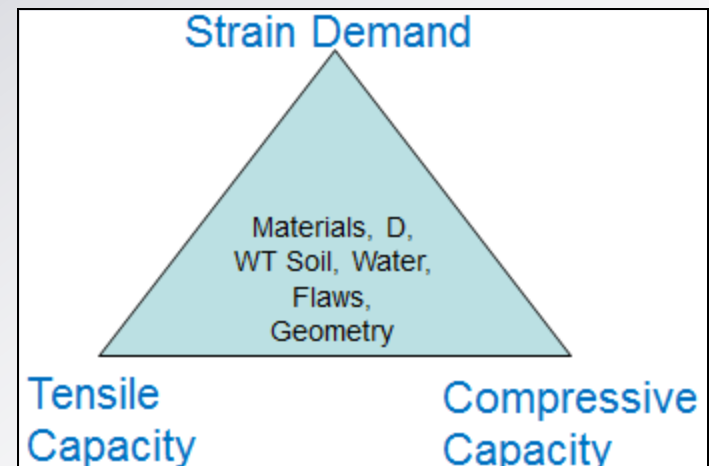 Strain Demand
Materials, D,
WT Soil, Water,
Flaws,
Geometry
Tensile
Capacity
Compressive
Capacity